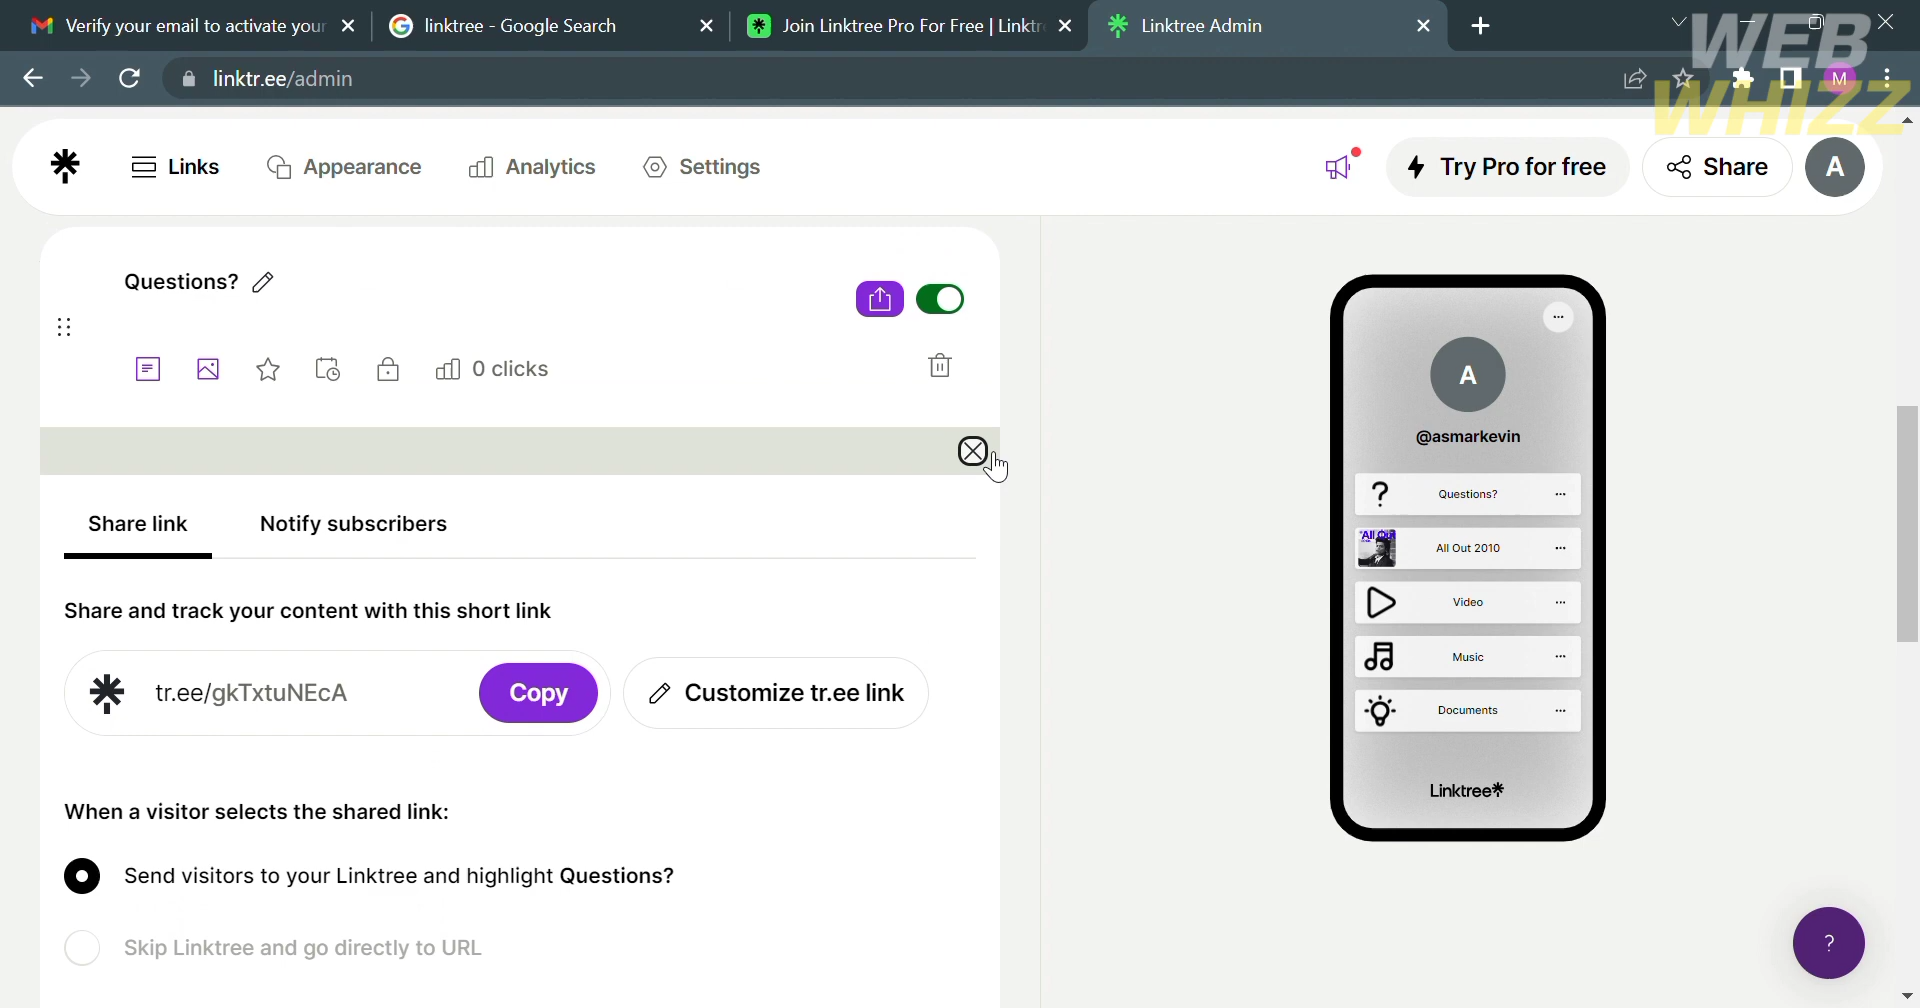 Verify your email to activate your
linktree - Google Search
Join Linktree Pro For Free | Linktr
Linktree Admin
linktr.ee/admin
M
WEB
WHIZZ
Links
Appearance
Analytics
Settings
Try Pro for free
Share
A
Questions?
0 clicks
Share link
Notify subscribers
Share and track your content with this short link
tr.ee/gkTxtuNEcA
Copy
Customize tr.ee link
When a visitor selects the shared link:
Send visitors to your Linktree and highlight Questions?
Skip Linktree and go directly to URL
A
@asmarkevin
Questions?
All Out
All Out 2010
Video
Music
Documents
Linktree
?